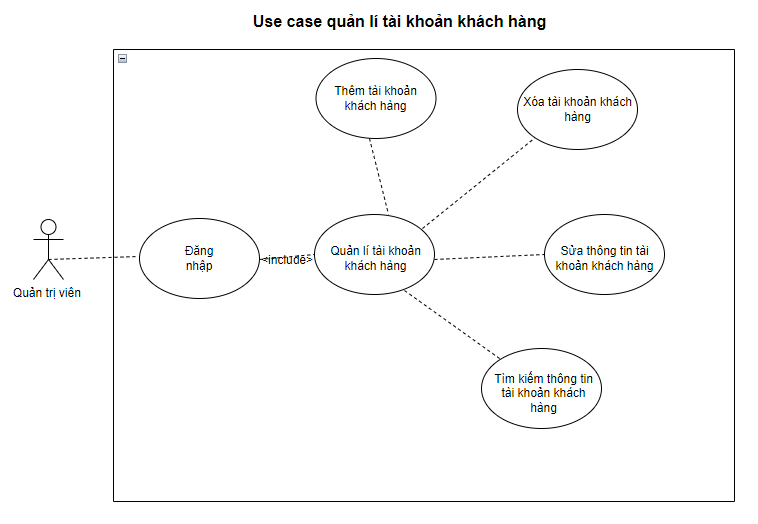 Use case quản lí tài khoản khách hàng
Thêm tài khoản
khách hàng
Xóa tài khoản khách
hàng
Đăng
nhập
<include>
Quản lí tài khoản
khách hàng
Sửa thông tin tài
khoản khách hàng
Quản trị viên
Tìm kiếm thông tin
tài khoản khách
hàng